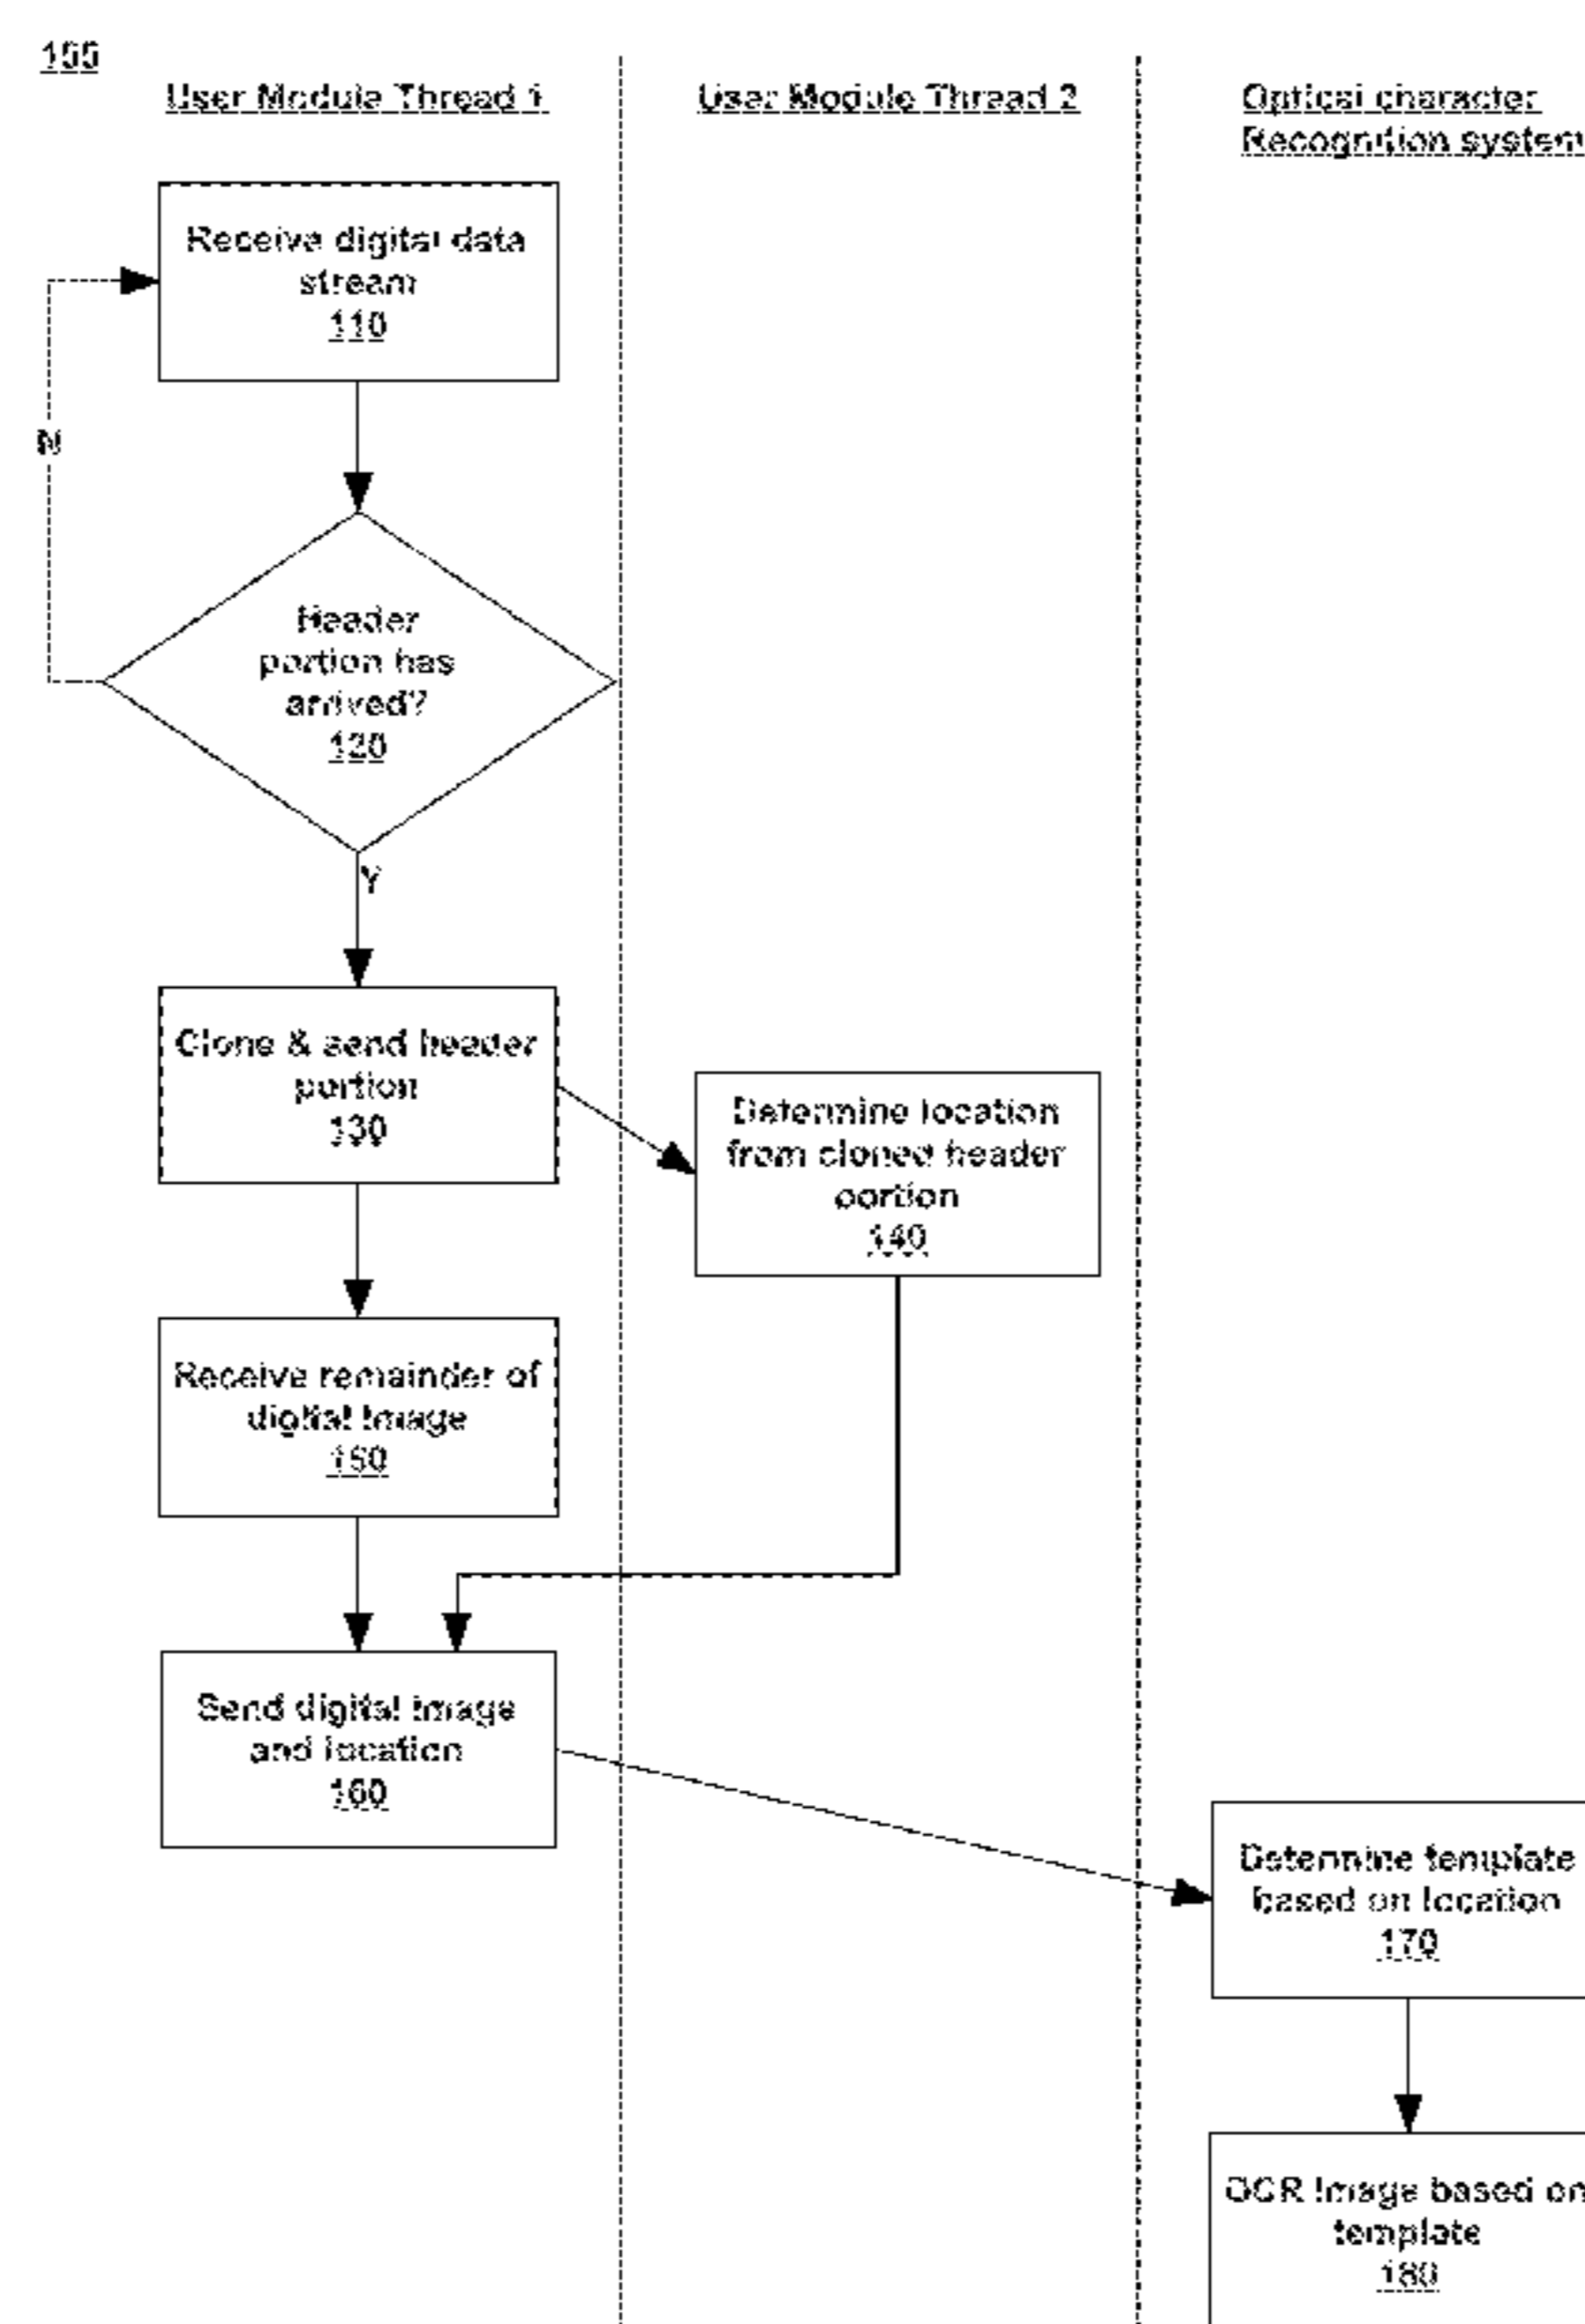 155
User Module Thread 1
User Module Thread 2
Optical character
Recognition system
Receive digital data
stream
110
N
Header
portion has
arrived?
120
Y
Clone & send header
portion
130
Determine location
from cloned header
portion
140
Receive remainder of
digital image
150
Send digital image
and location
160
Determine template
based on location
170
OCR image based on
template
180